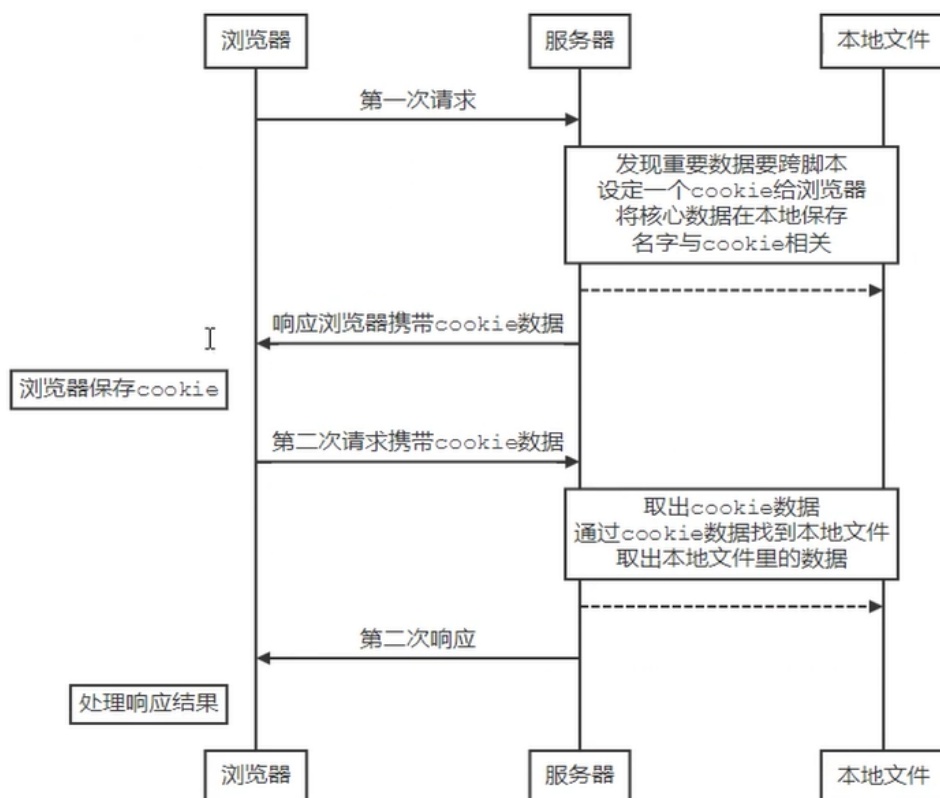 浏览器
服务器
本地文件
第一次请求
发现重要数据要跨脚本
设定一个cookie给浏览器
将核心数据在本地保存
名字与cookie相关
响应浏览器携带cookie数据
浏览器保存cookie
第二次请求携带cookie数据
取出cookie数据
通过cookie数据找到本地文件
取出本地文件里的数据
第二次响应
处理响应结果
浏览器
服务器
本地文件